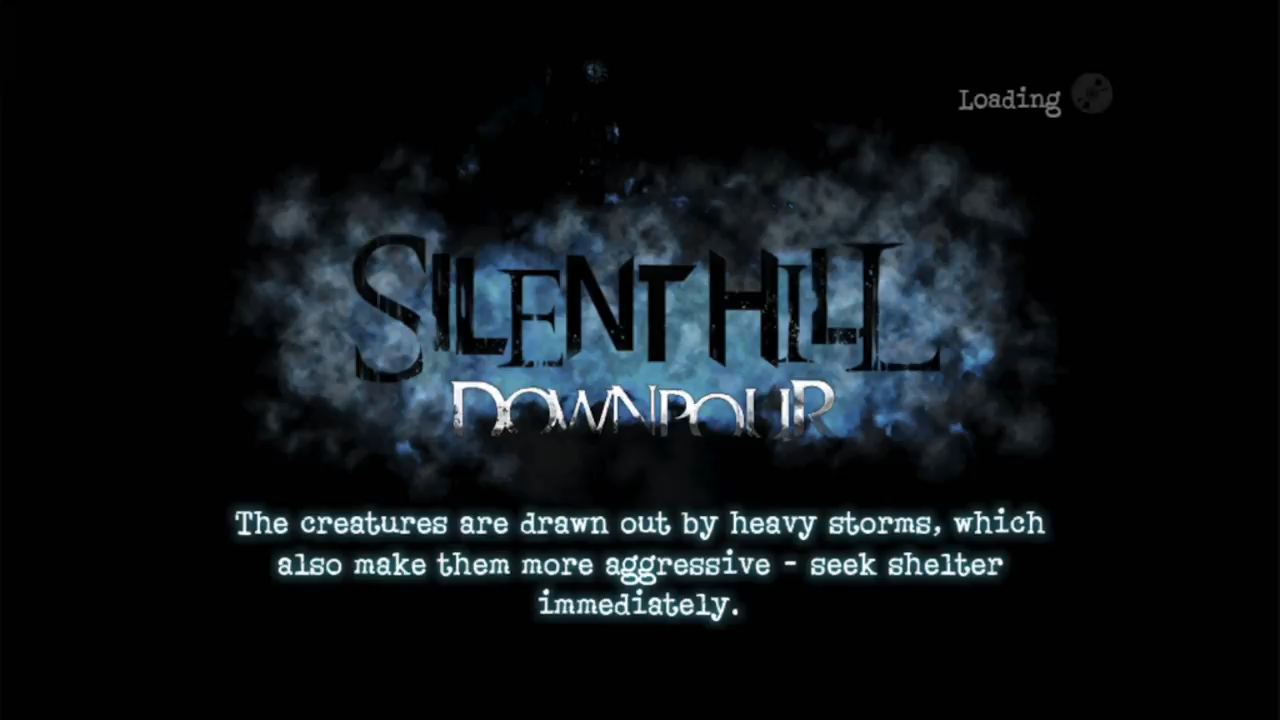 Loading
SILENT HILL
DOWNPOUR
The creatures are drawn out by heavy storms, which
also make them more aggressive - seek shelter
immediately.